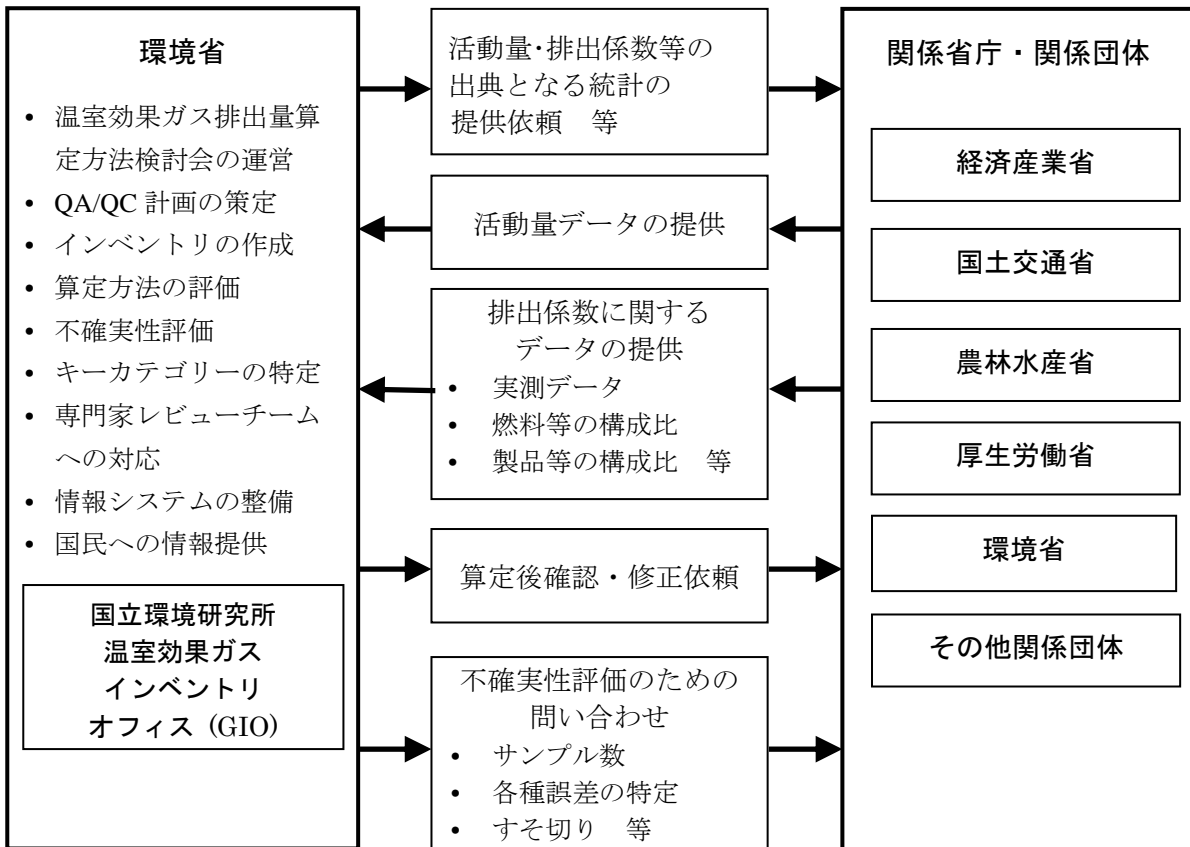 環境省
• 温室効果ガス排出量算
定方法検討会の運営
• QA/QC 計画の策定
• インベントリの作成
• 算定方法の評価
• 不確実性評価
• キーカテゴリーの特定
• 専門家レビューチーム
への対応
• 情報システムの整備
• 国民への情報提供
国立環境研究所
温室効果ガス
インベントリ
オフィス (GIO)
活動量・排出係数等の
出典となる統計の
提供依頼 等
活動量データの提供
排出係数に関する
データの提供
• 実測データ
• 燃料等の構成比
• 製品等の構成比 等
算定後確認・修正依頼
不確実性評価のための
問い合わせ
• サンプル数
• 各種誤差の特定
• すそ切り 等
関係省庁・関係団体
経済産業省
国土交通省
農林水産省
厚生労働省
環境省
その他関係団体